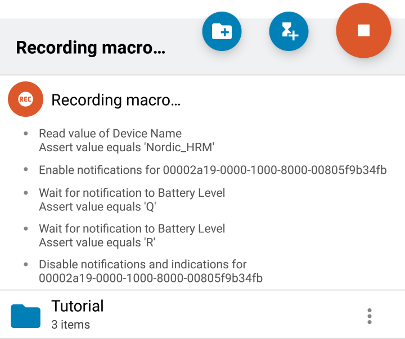 Recording macro...
REC
Recording macro...
• Read value of Device Name
Assert value equals 'Nordic_HRM'
• Enable notifications for 00002a19-0000-1000-8000-00805f9b34fb
• Wait for notification to Battery Level
Assert value equals 'Q'
• Wait for notification to Battery Level
Assert value equals 'R'
• Disable notifications and indications for
00002a19-0000-1000-8000-00805f9b34fb
Tutorial
3 items